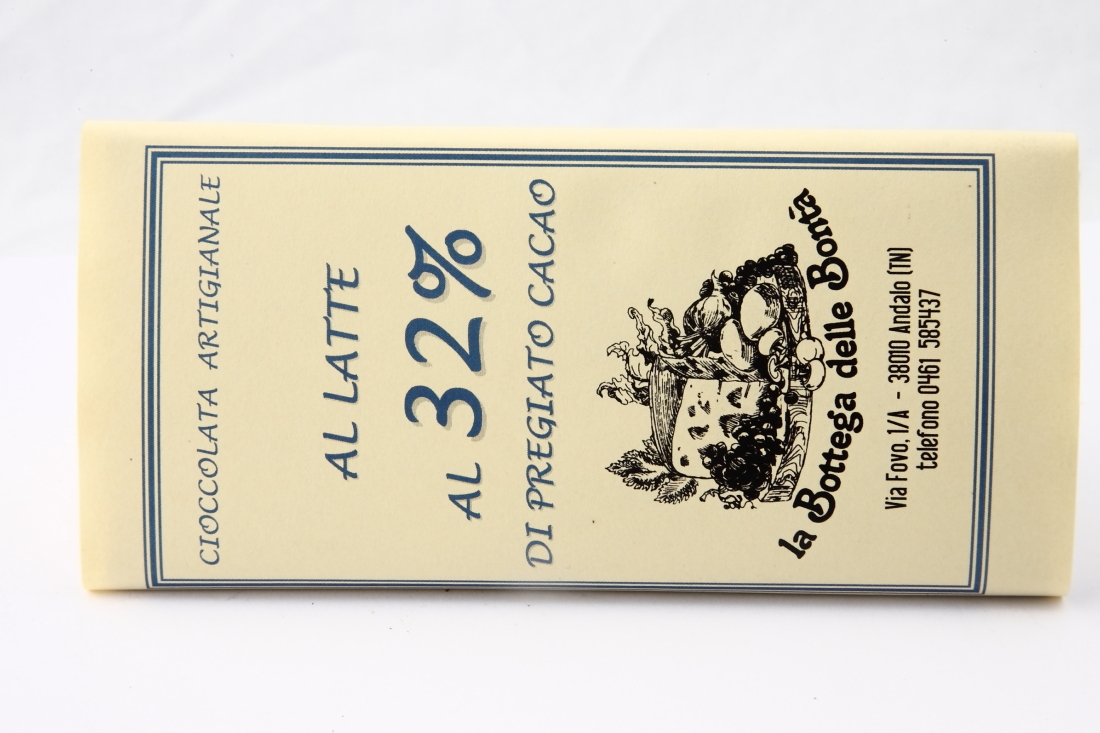 CIOCCOLATA ARTIGIANALE
AL LATTE
AL 32%
DI PREGIATO CACAO
la Bottega delle Bontà
Via Fovo, 1/A - 38010 Andalo (TN)
telefono 0461 585437